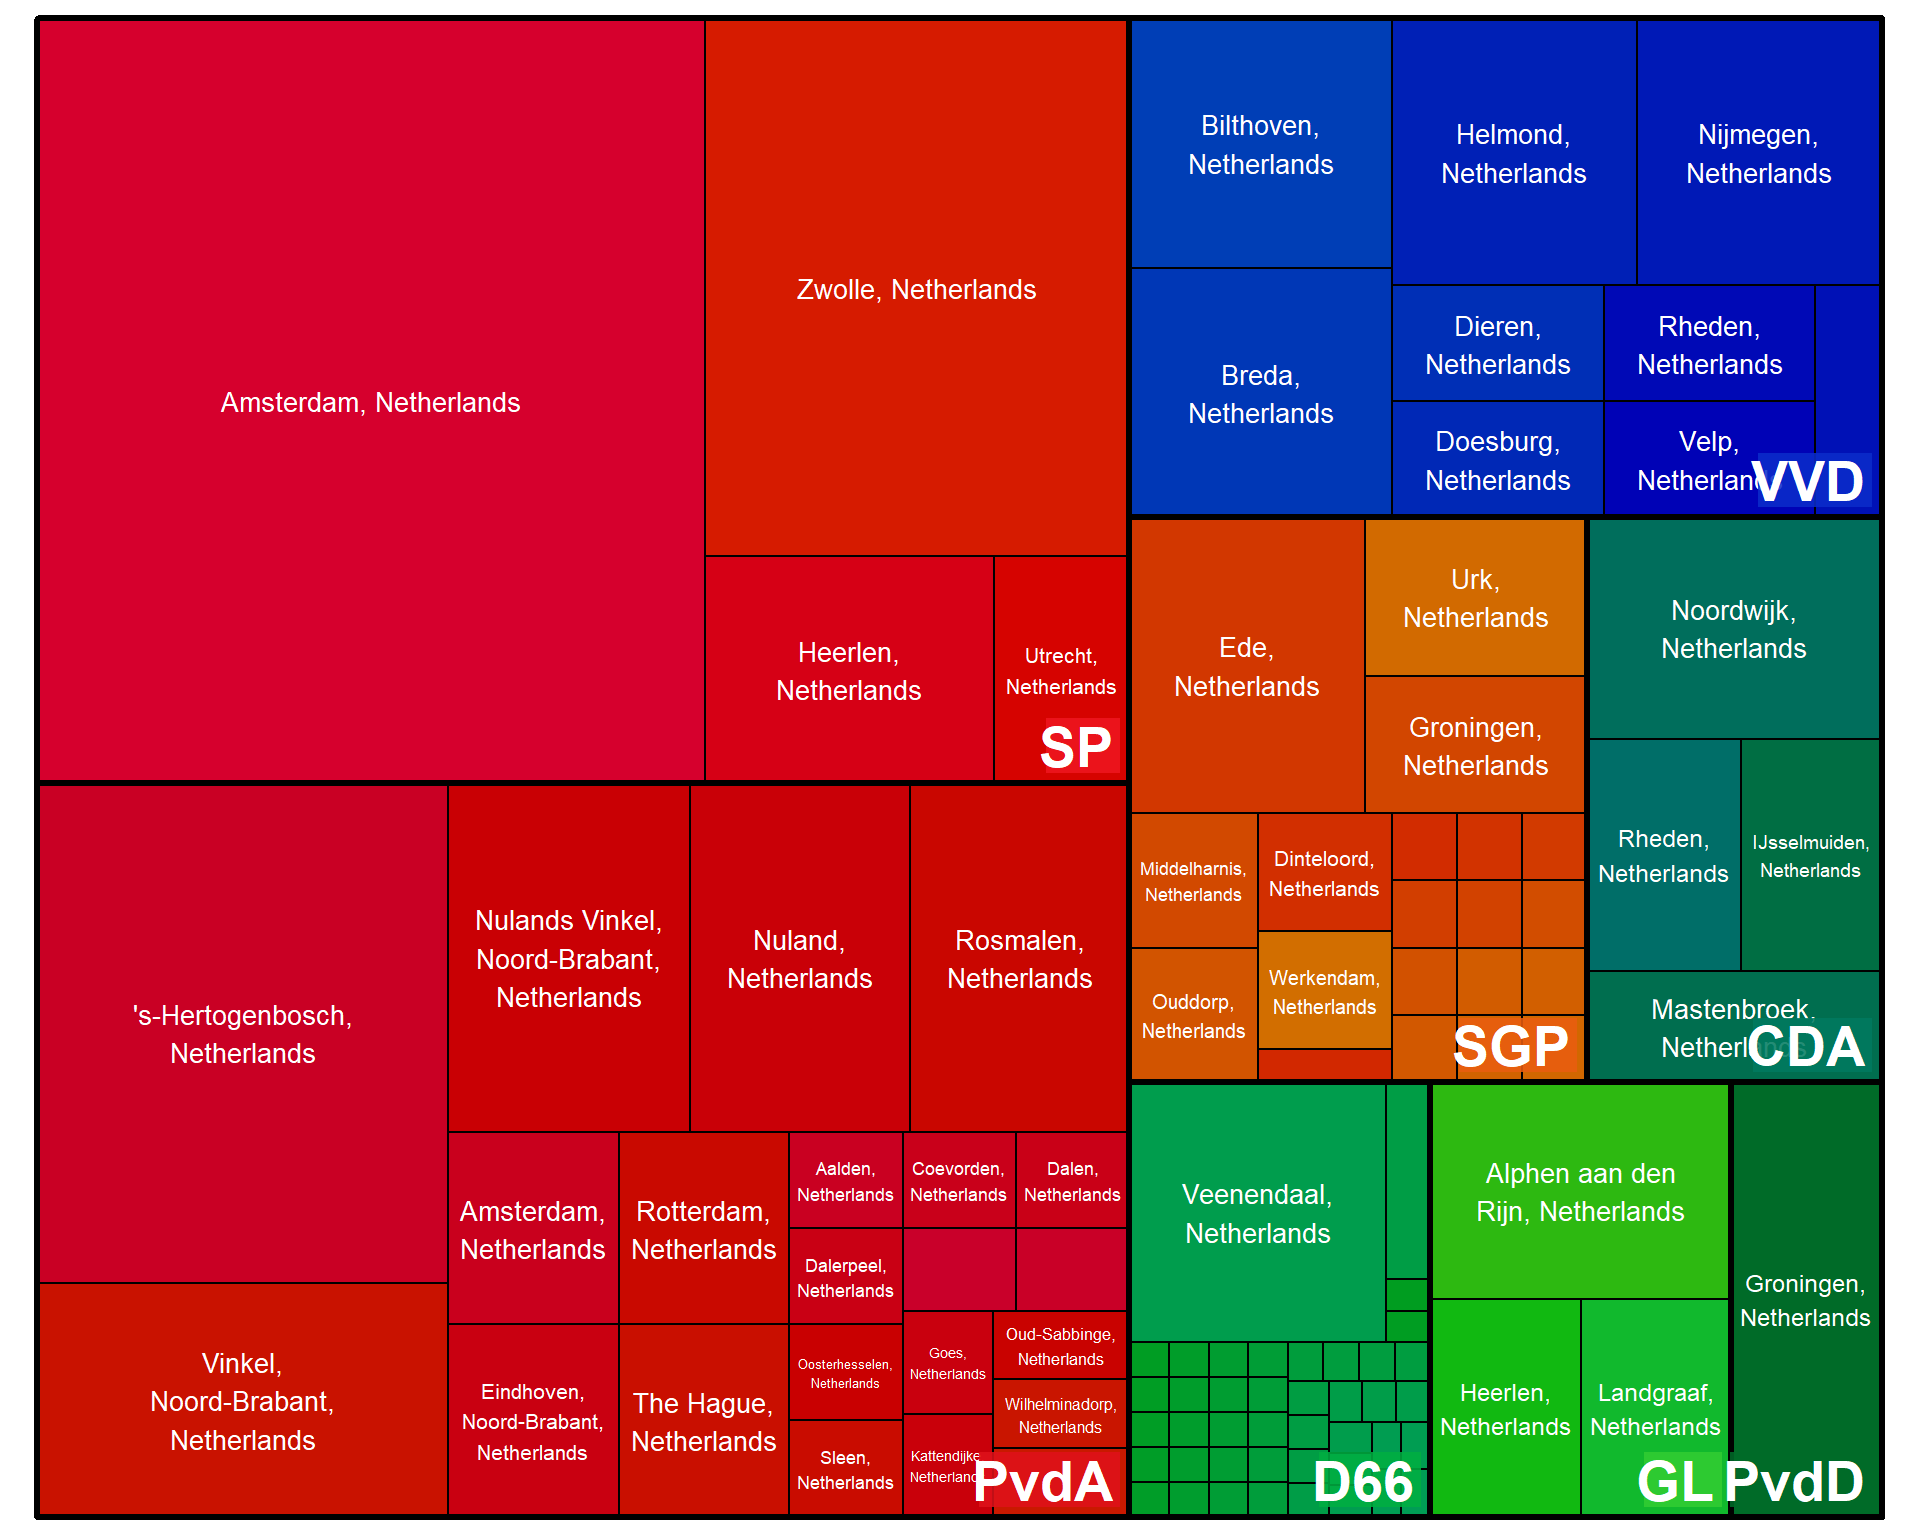 Amsterdam, Netherlands
Zwolle, Netherlands
Heerlen,
Netherlands
Utrecht,
Netherlands
SP
's-Hertogenbosch,
Netherlands
Vinkel,
Noord-Brabant,
Netherlands
Nulands Vinkel,
Noord-Brabant,
Netherlands
Nuland,
Netherlands
Rosmalen,
Netherlands
Amsterdam,
Netherlands
Rotterdam,
Netherlands
Eindhoven,
Noord-Brabant,
Netherlands
The Hague,
Netherlands
Aalden,
Netherlands
Coevorden,
Netherlands
Dalen,
Netherlands
Dalerpeel,
Netherlands
Oosterhesselen,
Netherlands
Sleen,
Netherlands
Goes,
Netherlands
Kattendijke
Netherland
Oud-Sabbinge,
Netherlands
Wilhelminadorp,
Netherlands
PvdA
Bilthoven,
Netherlands
Breda,
Netherlands
Helmond,
Netherlands
Nijmegen,
Netherlands
Dieren,
Netherlands
Doesburg,
Netherlands
Rheden,
Netherlands
Velp,
Netherlands
VVD
Ede,
Netherlands
Urk,
Netherlands
Groningen,
Netherlands
Middelharnis,
Netherlands
Ouddorp,
Netherlands
Dinteloord,
Netherlands
Werkendam,
Netherlands
SGP
Noordwijk,
Netherlands
Rheden,
Netherlands
IJsselmuiden,
Netherlands
Mastenbroek,
Netherlands
CDA
Veenendaal,
Netherlands
D66
Alphen aan den
Rijn, Netherlands
Heerlen,
Netherlands
Landgraaf,
Netherlands
GL
Groningen,
Netherlands
PvdD